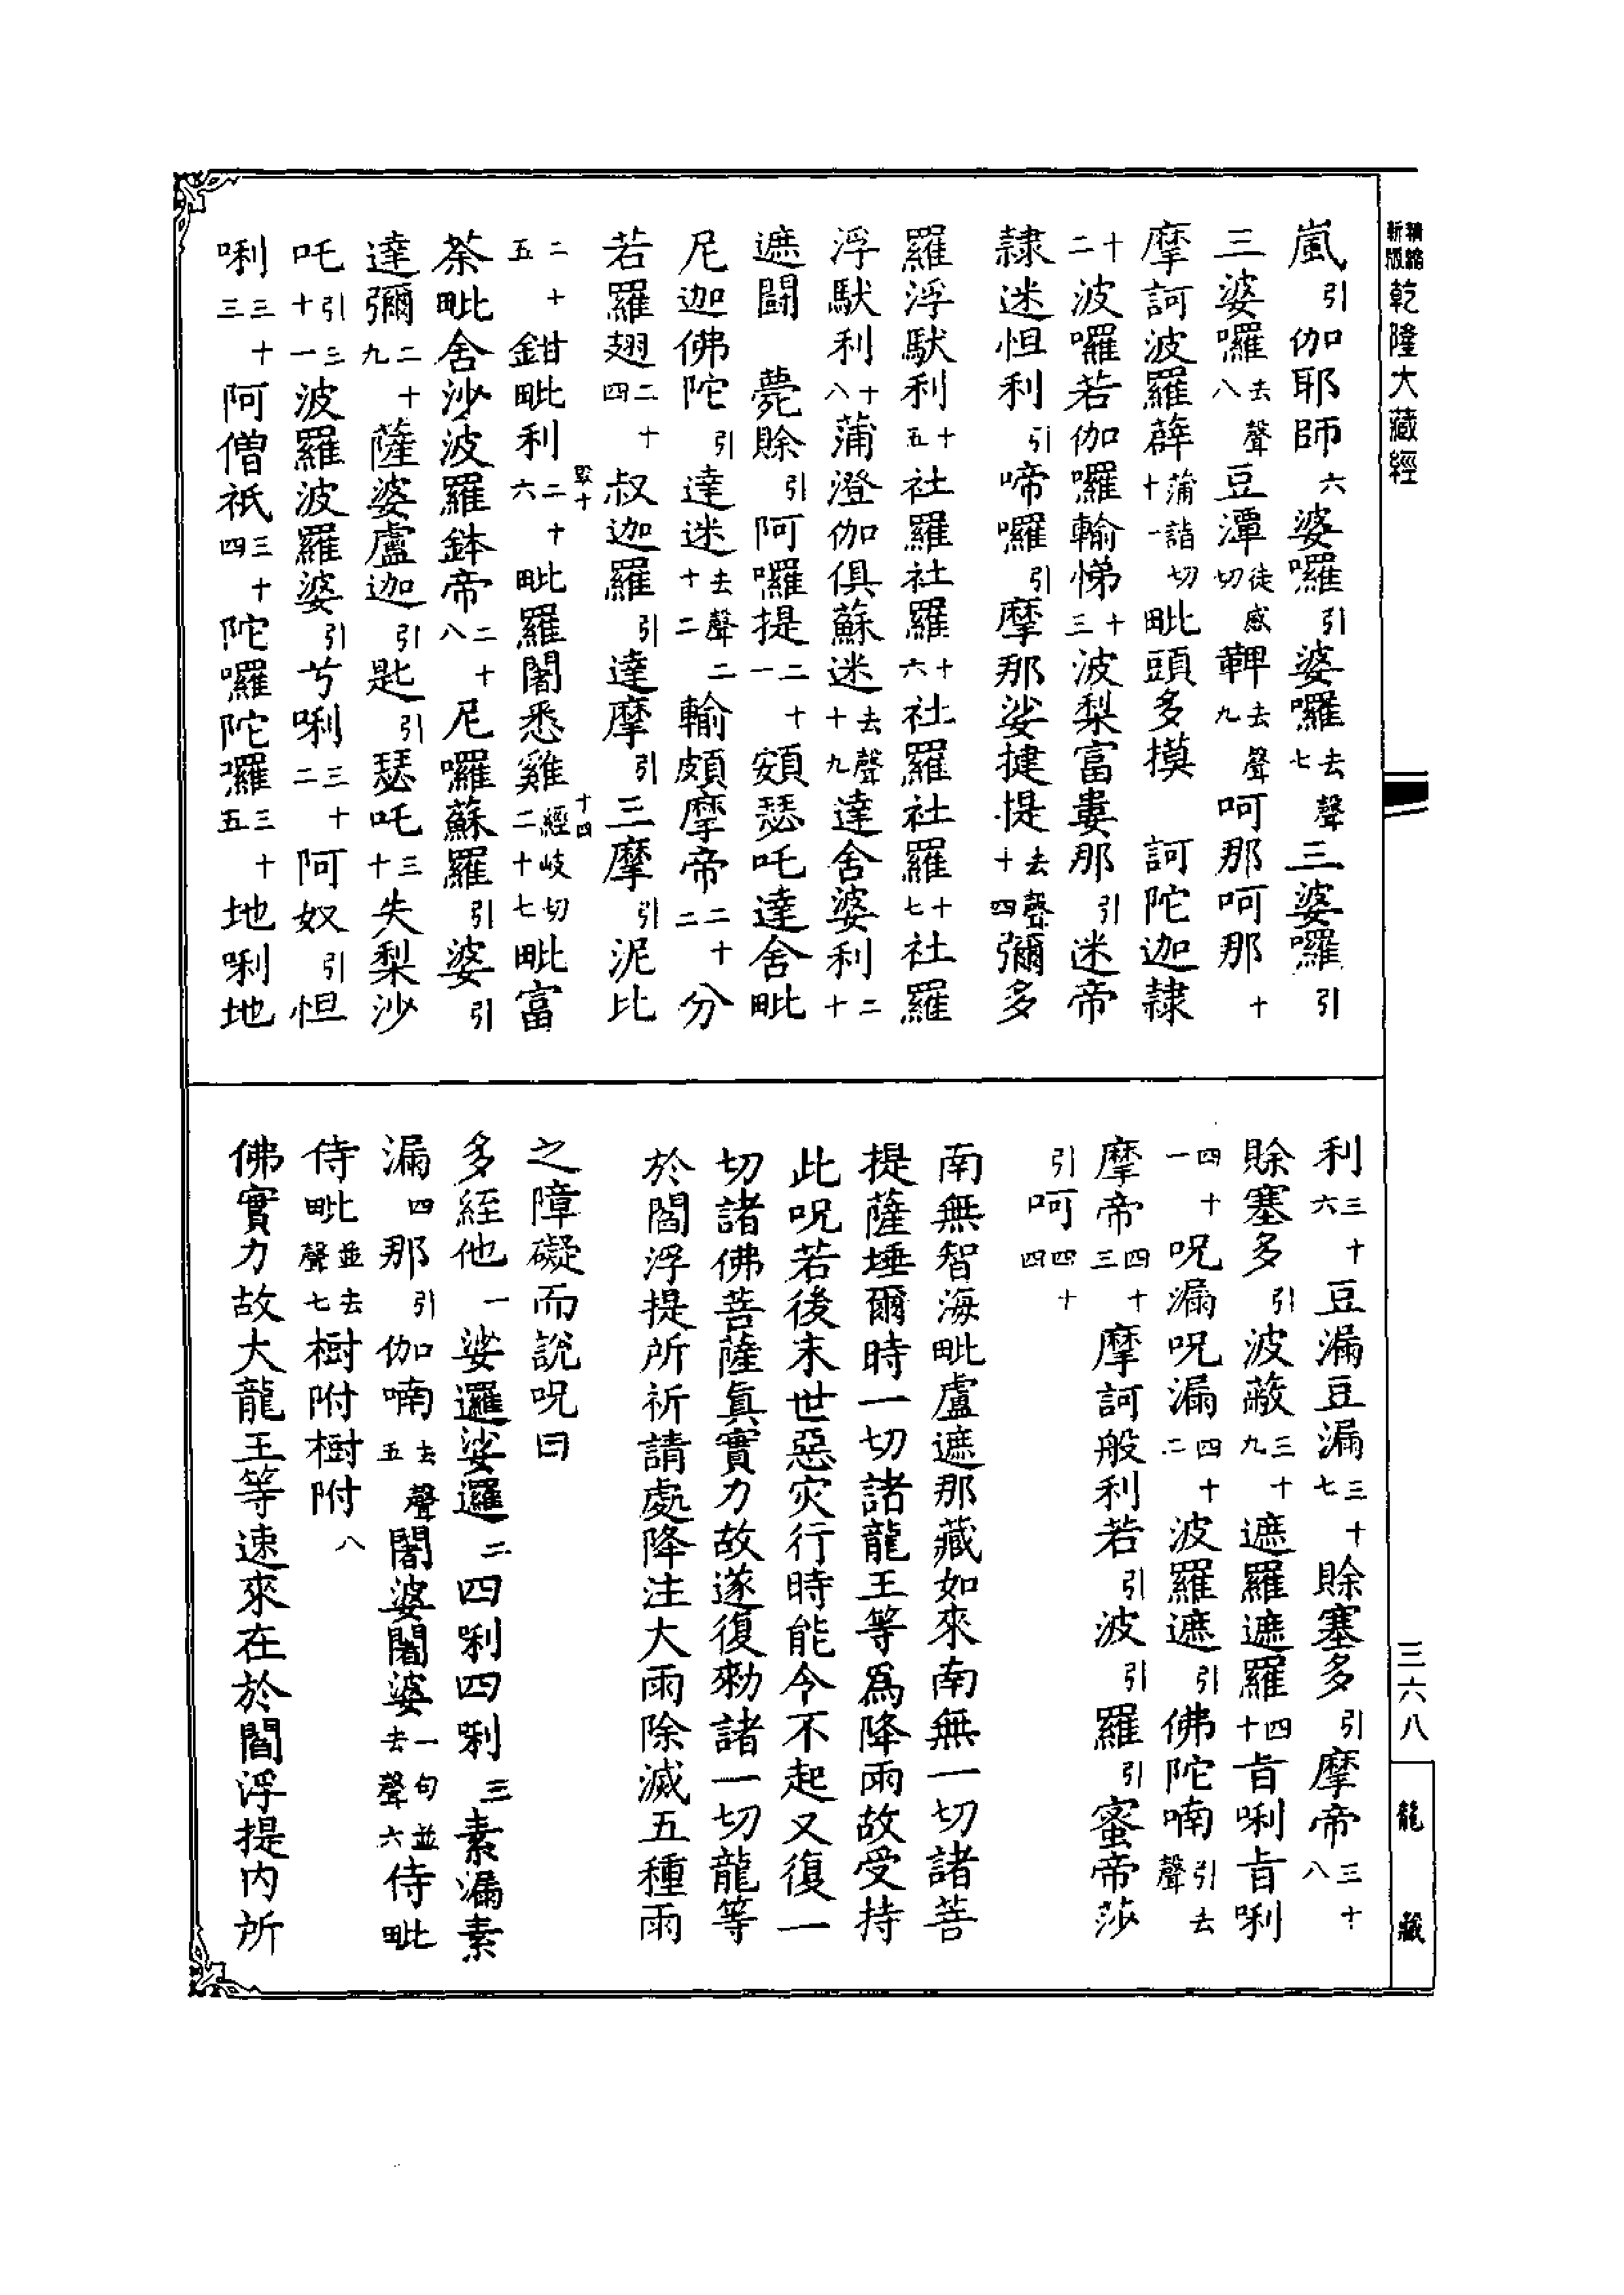 乾隆大藏經
嵐引伽耶師六婆囉引婆囉去聲七三婆囉引
三婆囉去聲八豆潭徒感切鞞去聲九呵那呵那十
摩訶波羅薜蒲詣切十一毗頭多摸訶陀迦隸
十二波囉若伽囉輸悌十三波梨富婁那引迷帝
隸迷怛利引啼囉引摩那娑揵提去聲十四彌多
羅浮馱利十五社羅社羅十六社羅社羅十七社羅
浮馱利十八蒲澄伽俱蘇迷去聲十九達舍婆利二十
遮闘薨賒引阿囉提二十一頞瑟吒達舍毗
尼迦佛陀引達迷去聲二十二輸頗摩帝二十二分
若羅翅二十四叔迦羅引達摩引三摩引泥比
二十五鉗毗利二十六毗羅闍悉雞經岐切二十七毗富
茶毗舍沙波羅鉢帝二十八尼囉蘇羅引婆引
達彌二十九薩婆盧迦引匙引瑟吒三十失梨沙
吒引三十一波羅波羅婆引兮唎三十二阿奴引怛
唎三十三阿僧祇三十四陀囉陀囉五三十地唎地
利三十六豆漏豆漏三十七賒塞多引摩帝三十八
賒塞多引波蔽三十九遮羅遮羅四十旨唎旨唎
四十一呪漏呪漏四十二波羅遮引佛陀喃引去聲
摩帝四十三摩訶般利若引波引羅引蜜帝莎
引呵四十四
南無智海毗盧遮那藏如來南無一切諸菩
提薩埵爾時一切諸龍王等爲降雨故受持
此呪若後末世惡灾行時能令不起又復一
切諸佛菩薩眞實力故遂復勑諸一切龍等
於閻浮提所祈請處降注大雨除滅五種雨
之障礙而說呪曰
多絰他一娑邏娑邏二四唎四唎三素漏素
漏四那引伽喃去聲五闍婆闍婆去聲六一句並侍毗
侍毗並去聲七樹附樹附八
佛實力故大龍王等速來在於閻浮提内所
三六八
龍藏